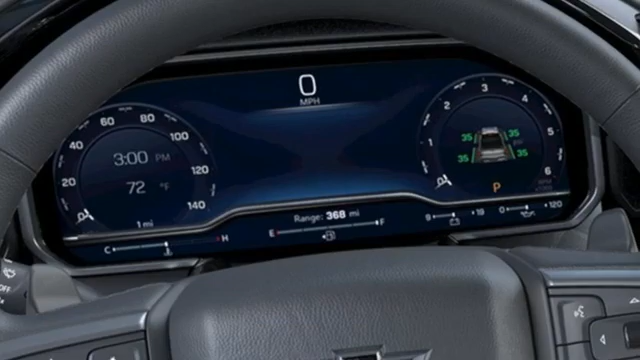 0
MPH
20 40 60 80 100 120 140
3:00 PM
72 °F
1 mi
1 2 3 4 5 6
35 35
35 35
P
Range: 368 mi
C H
E F
9 19
0 120
OFF